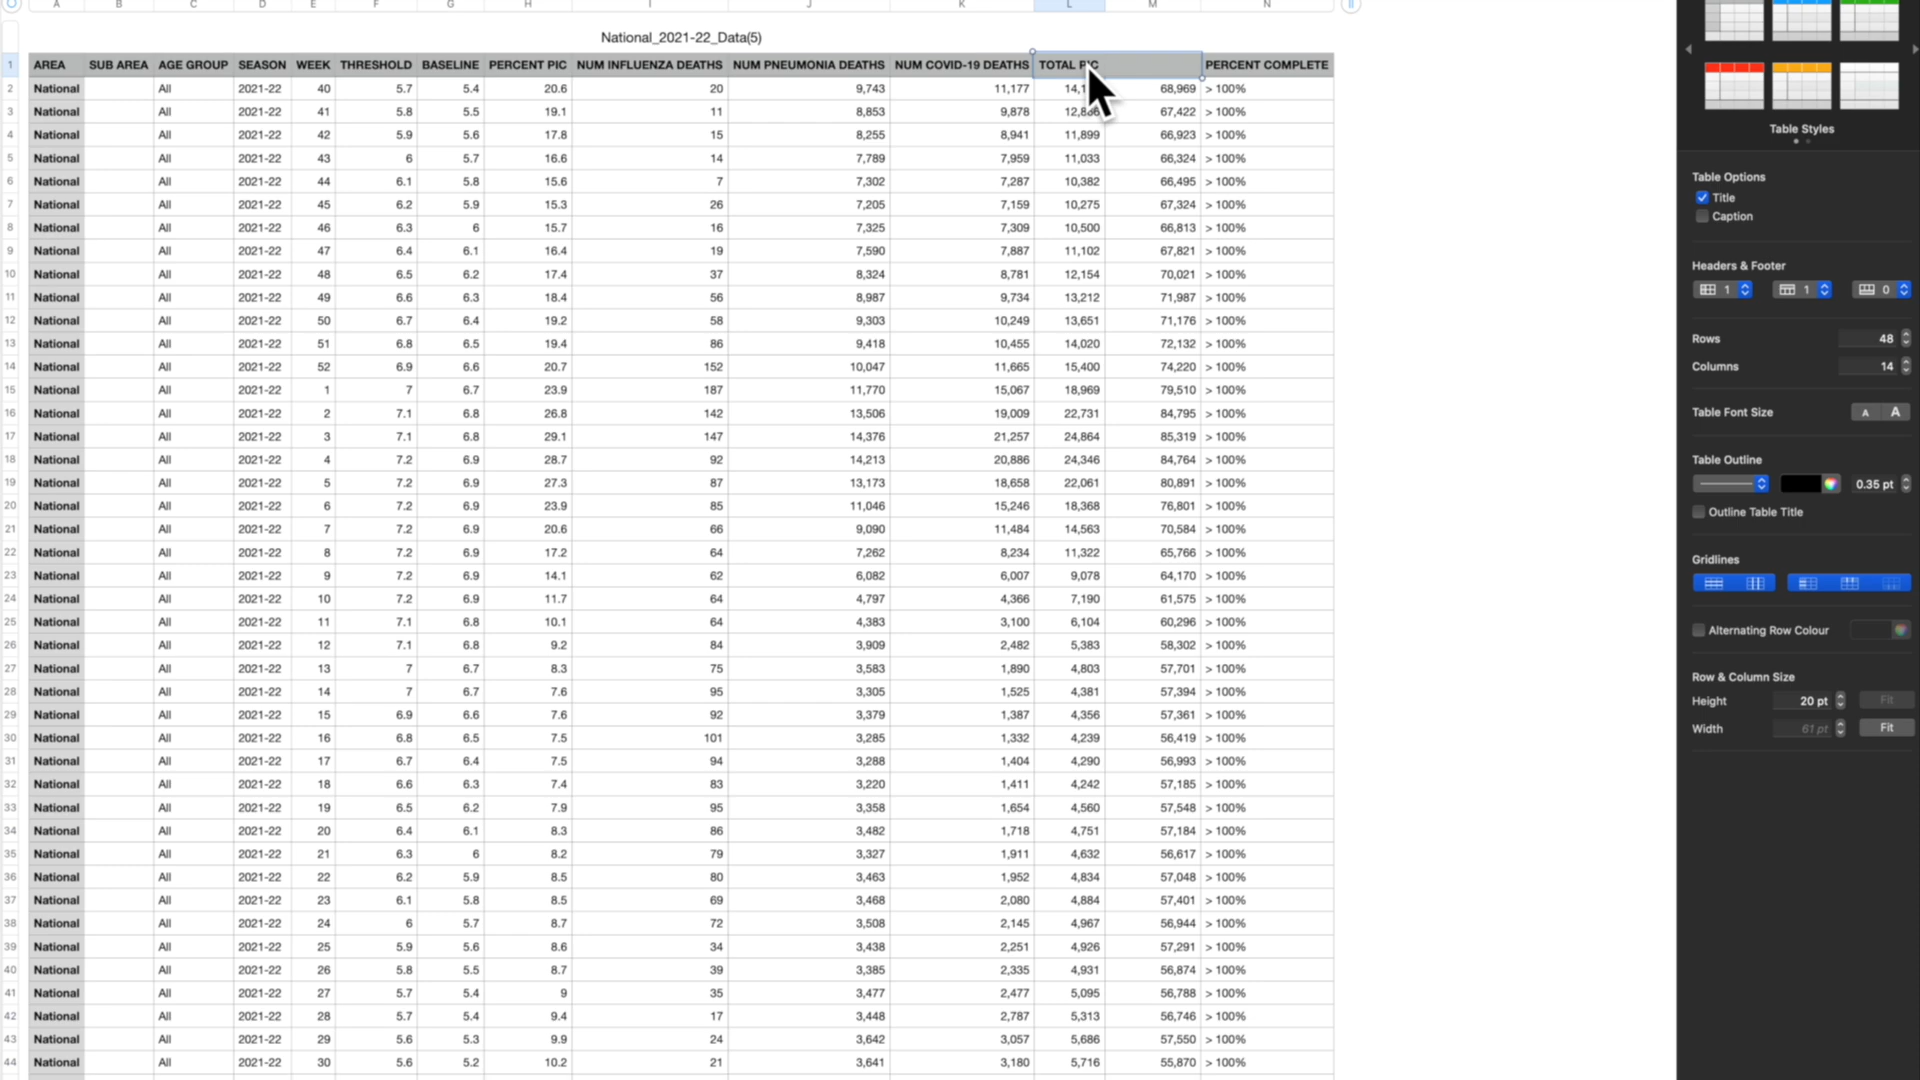 A B C D E F G H I J K L M N
National_2021-22_Data(5)
1 AREA SUB AREA AGE GROUP SEASON WEEK THRESHOLD BASELINE PERCENT PIC NUM INFLUENZA DEATHS NUM PNEUMONIA DEATHS NUM COVID-19 DEATHS TOTAL PIC PERCENT COMPLETE
2 National All 2021-22 40 5.7 5.4 20.6 20 9,743 11,177 68,969 > 100%
3 National All 2021-22 41 5.8 5.5 19.1 11 8,853 9,878 67,422 > 100%
4 National All 2021-22 42 5.9 5.6 17.8 15 8,255 8,941 11,899 66,923 > 100%
5 National All 2021-22 43 6 5.7 16.6 14 7,789 7,959 11,033 66,324 > 100%
6 National All 2021-22 44 6.1 5.8 15.6 7 7,302 7,287 10,382 66,495 > 100%
7 National All 2021-22 45 6.2 5.9 15.3 26 7,205 7,159 10,275 67,324 > 100%
8 National All 2021-22 46 6.3 6 15.7 16 7,325 7,309 10,500 66,813 > 100%
9 National All 2021-22 47 6.4 6.1 16.4 19 7,590 7,887 11,102 67,821 > 100%
10 National All 2021-22 48 6.5 6.2 17.4 37 8,324 8,781 12,154 70,021 > 100%
11 National All 2021-22 49 6.6 6.3 18.4 56 8,987 9,734 13,212 71,987 > 100%
12 National All 2021-22 50 6.7 6.4 19.2 58 9,303 10,249 13,651 71,176 > 100%
13 National All 2021-22 51 6.8 6.5 19.4 86 9,418 10,455 14,020 72,132 > 100%
14 National All 2021-22 52 6.9 6.6 20.7 152 10,047 11,665 15,400 74,220 > 100%
15 National All 2021-22 1 7 6.7 23.9 187 11,770 15,067 18,969 79,510 > 100%
16 National All 2021-22 2 7.1 6.8 26.8 142 13,506 19,009 22,731 84,795 > 100%
17 National All 2021-22 3 7.1 6.8 29.1 147 14,376 21,257 24,864 85,319 > 100%
18 National All 2021-22 4 7.2 6.9 28.7 92 14,213 20,886 24,346 84,764 > 100%
19 National All 2021-22 5 7.2 6.9 27.3 87 13,173 18,658 22,061 80,891 > 100%
20 National All 2021-22 6 7.2 6.9 23.9 85 11,046 15,246 18,368 76,801 > 100%
21 National All 2021-22 7 7.2 6.9 20.6 66 9,090 11,484 14,563 70,584 > 100%
22 National All 2021-22 8 7.2 6.9 17.2 64 7,262 8,234 11,322 65,766 > 100%
23 National All 2021-22 9 7.2 6.9 14.1 62 6,082 6,007 9,078 64,170 > 100%
24 National All 2021-22 10 7.2 6.9 11.7 64 4,797 4,366 7,190 61,575 > 100%
25 National All 2021-22 11 7.1 6.8 10.1 64 4,383 3,100 6,104 60,296 > 100%
26 National All 2021-22 12 7.1 6.8 9.2 84 3,909 2,482 5,383 58,302 > 100%
27 National All 2021-22 13 7 6.7 8.3 75 3,583 1,890 4,803 57,701 > 100%
28 National All 2021-22 14 7 6.7 7.6 95 3,305 1,525 4,381 57,394 > 100%
29 National All 2021-22 15 6.9 6.6 7.6 92 3,379 1,387 4,356 57,361 > 100%
30 National All 2021-22 16 6.8 6.5 7.5 101 3,285 1,332 4,239 56,419 > 100%
31 National All 2021-22 17 6.7 6.4 7.5 94 3,288 1,404 4,290 56,993 > 100%
32 National All 2021-22 18 6.6 6.3 7.4 83 3,220 1,411 4,242 57,185 > 100%
33 National All 2021-22 19 6.5 6.2 7.9 95 3,358 1,654 4,560 57,548 > 100%
34 National All 2021-22 20 6.4 6.1 8.3 86 3,482 1,718 4,751 57,184 > 100%
35 National All 2021-22 21 6.3 6 8.2 79 3,327 1,911 4,632 56,617 > 100%
36 National All 2021-22 22 6.2 5.9 8.5 80 3,463 1,952 4,834 57,048 > 100%
37 National All 2021-22 23 6.1 5.8 8.5 69 3,468 2,080 4,884 57,401 > 100%
38 National All 2021-22 24 6 5.7 8.7 72 3,508 2,145 4,967 56,944 > 100%
39 National All 2021-22 25 5.9 5.6 8.6 34 3,438 2,251 4,926 57,291 > 100%
40 National All 2021-22 26 5.8 5.5 8.7 39 3,385 2,335 4,931 56,874 > 100%
41 National All 2021-22 27 5.7 5.4 9 35 3,477 2,477 5,095 56,788 > 100%
42 National All 2021-22 28 5.7 5.4 9.4 17 3,448 2,787 5,313 56,746 > 100%
43 National All 2021-22 29 5.6 5.3 9.9 24 3,642 3,057 5,686 57,550 > 100%
44 National All 2021-22 30 5.6 5.2 10.2 21 3,641 3,180 5,716 55,870 > 100%
Table Styles
Table Options
Title
Caption
Headers & Footer
1 1 0
Rows 48
Columns 14
Table Font Size A A
Table Outline
0.35 pt
Outline Table Title
Gridlines
Alternating Row Colour
Row & Column Size
Height 20 pt Fit
Width 61 pt Fit